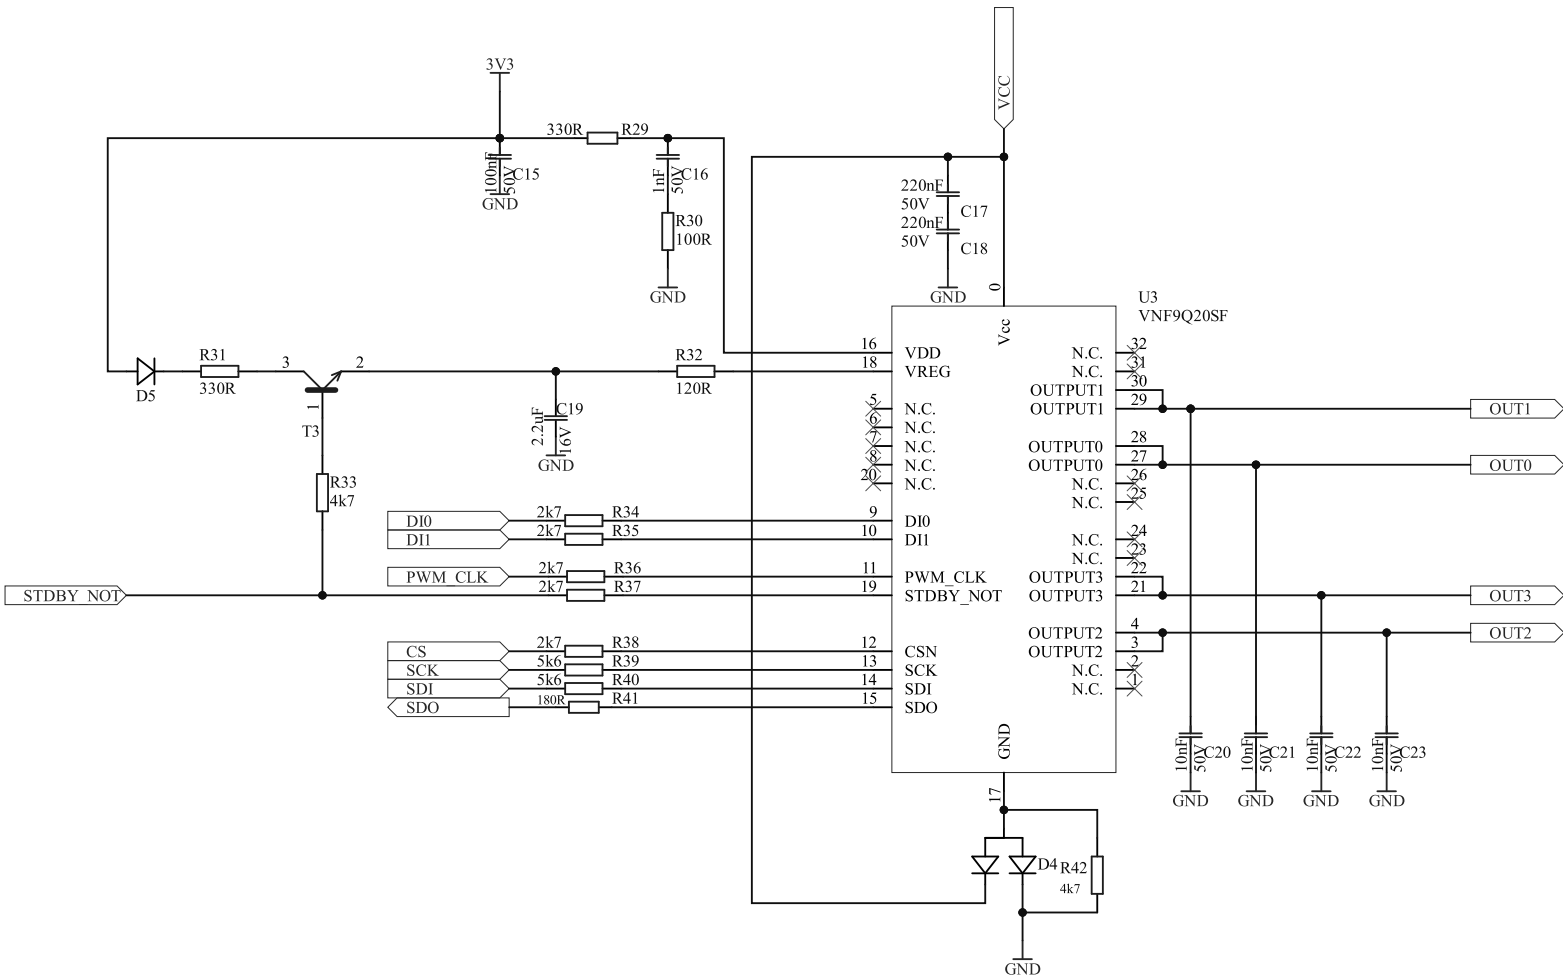 3V3
VCC
330R R29
100nF
50V
C15
GND
1nF
50V
C16
R30
100R
GND
220nF
50V
C17
220nF
50V
C18
GND
0
U3
VNF9Q20SF
Vcc
R31
330R
D5
3
2
1
T3
R32
120R
2.2uF
16V
C19
GND
R33
4k7
16 VDD
18 VREG
5 N.C.
6 N.C.
7 N.C.
8 N.C.
20 N.C.
DI0 2k7 R34 9 DI0
DI1 2k7 R35 10 DI1
PWM_CLK 2k7 R36 11 PWM_CLK
STDBY_NOT 2k7 R37 19 STDBY_NOT
CS 2k7 R38 12 CSN
SCK 5k6 R39 13 SCK
SDI 5k6 R40 14 SDI
SDO 180R R41 15 SDO
N.C. 32
N.C. 31
OUTPUT1 30
OUTPUT1 29 OUT1
OUTPUT0 28
OUTPUT0 27 OUT0
N.C. 26
N.C. 25
N.C. 24
N.C. 23
OUTPUT3 22
OUTPUT3 21 OUT3
OUTPUT2 4 OUT2
OUTPUT2 3
N.C. 2
N.C. 1
GND
17
10nF
50V
C20
GND
10nF
50V
C21
GND
10nF
50V
C22
GND
10nF
50V
C23
GND
D4
R42
4k7
GND